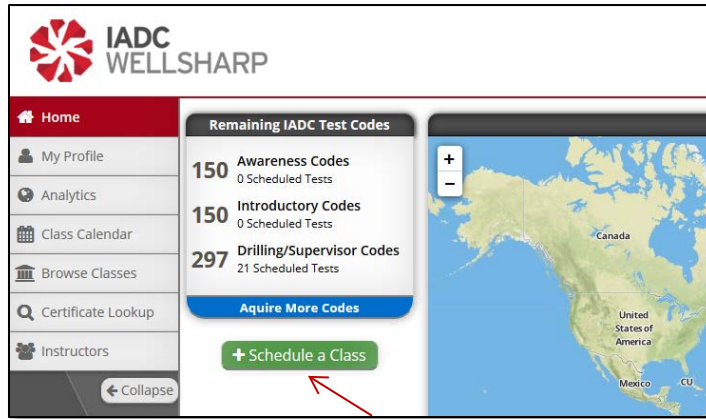 IADC
WELLSHARP
Home
My Profile
Analytics
Class Calendar
Browse Classes
Certificate Lookup
Instructors
Collapse
Remaining IADC Test Codes
150 Awareness Codes
0 Scheduled Tests
150 Introductory Codes
0 Scheduled Tests
297 Drilling/Supervisor Codes
21 Scheduled Tests
Aquire More Codes
+ Schedule a Class
+
−
Canada
United
States of
America
Mexico
CU